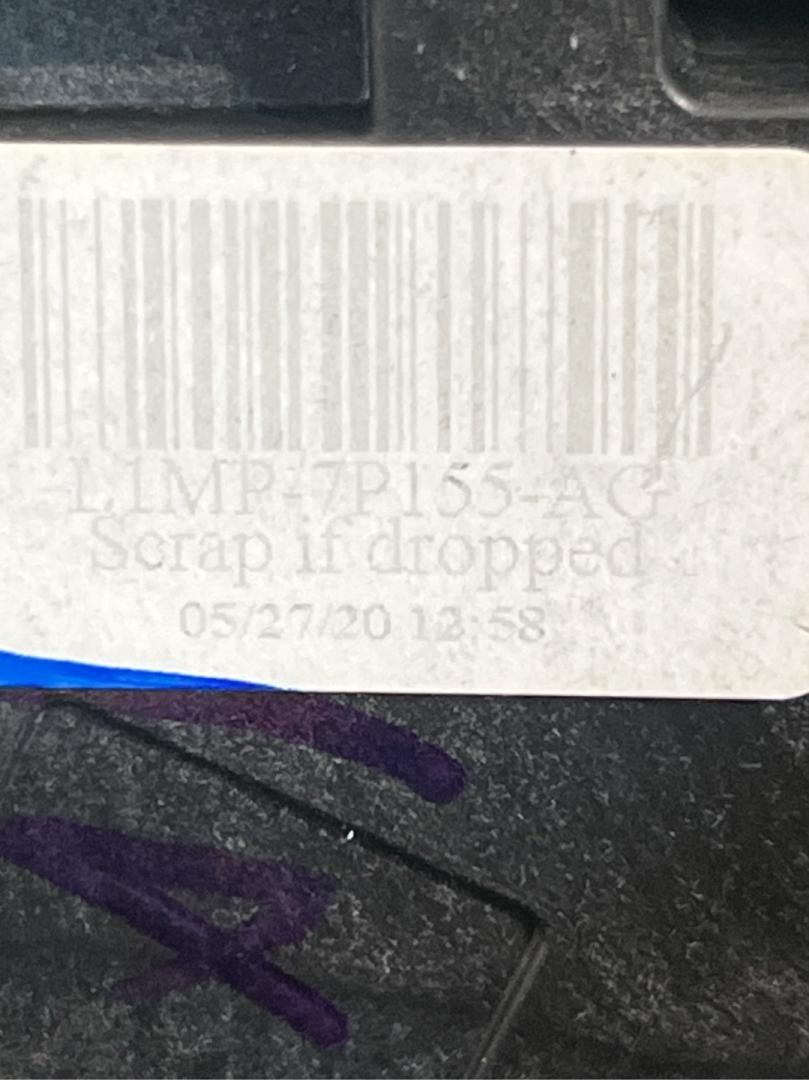 L1MP-7P155-AG
Scrap if dropped
05/27/20 12:58